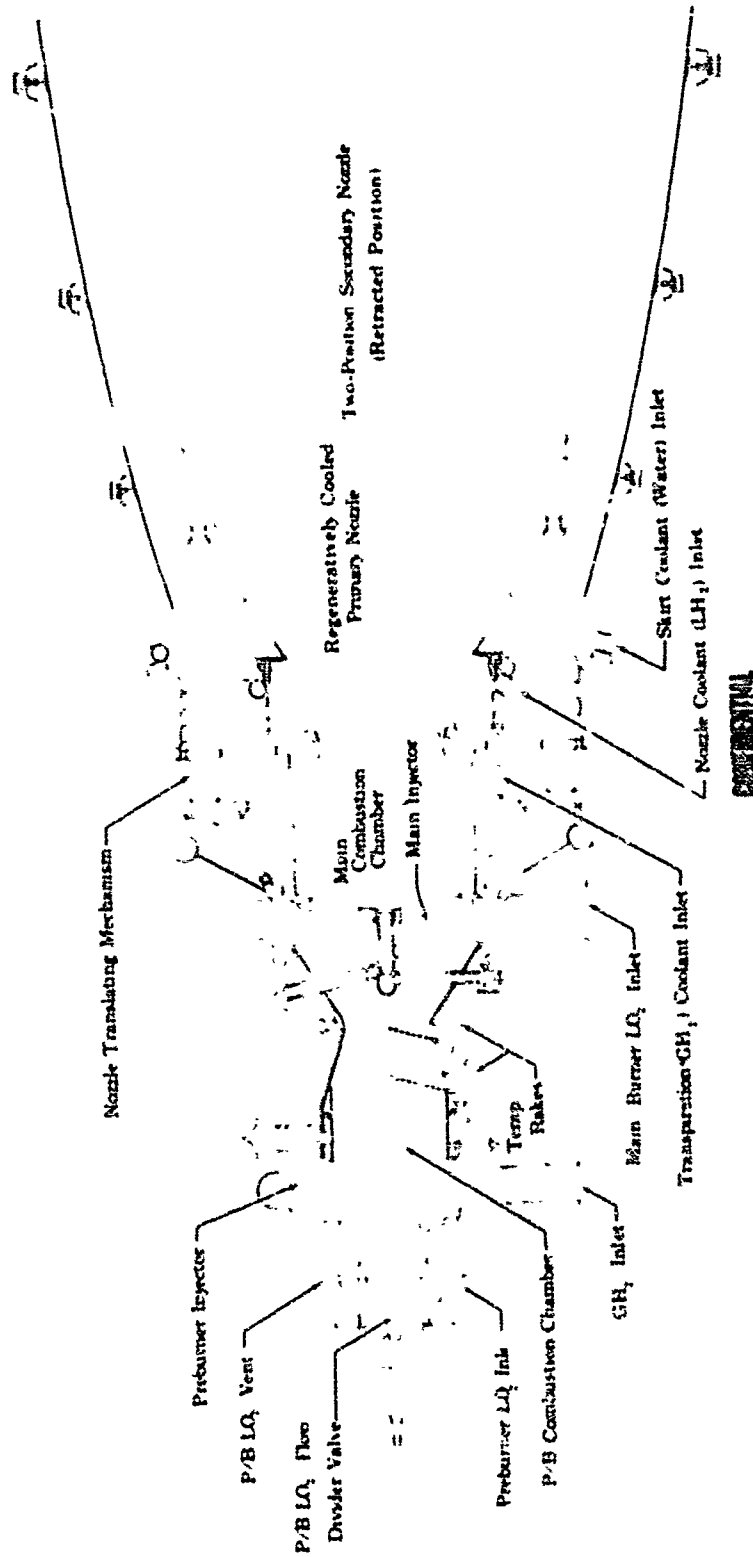 Nozzle Translating Mechanism
Preburner Injector
P/B LO₂ Vent
P/B LO₂ Flow
Divider Valve
Main
Combustion
Chamber
Main Injector
Regeneratively Cooled
Primary Nozzle
Two-Position Secondary Nozzle
(Retracted Position)
Temp
Rakes
Preburner LO₂ Inlet
P/B Combustion Chamber
GH₂ Inlet
Main Burner LO₂ Inlet
Transpiration (GH₂) Coolant Inlet
Nozzle Coolant (LH₂) Inlet
Skirt Coolant (Water) Inlet
CONFIDENTIAL